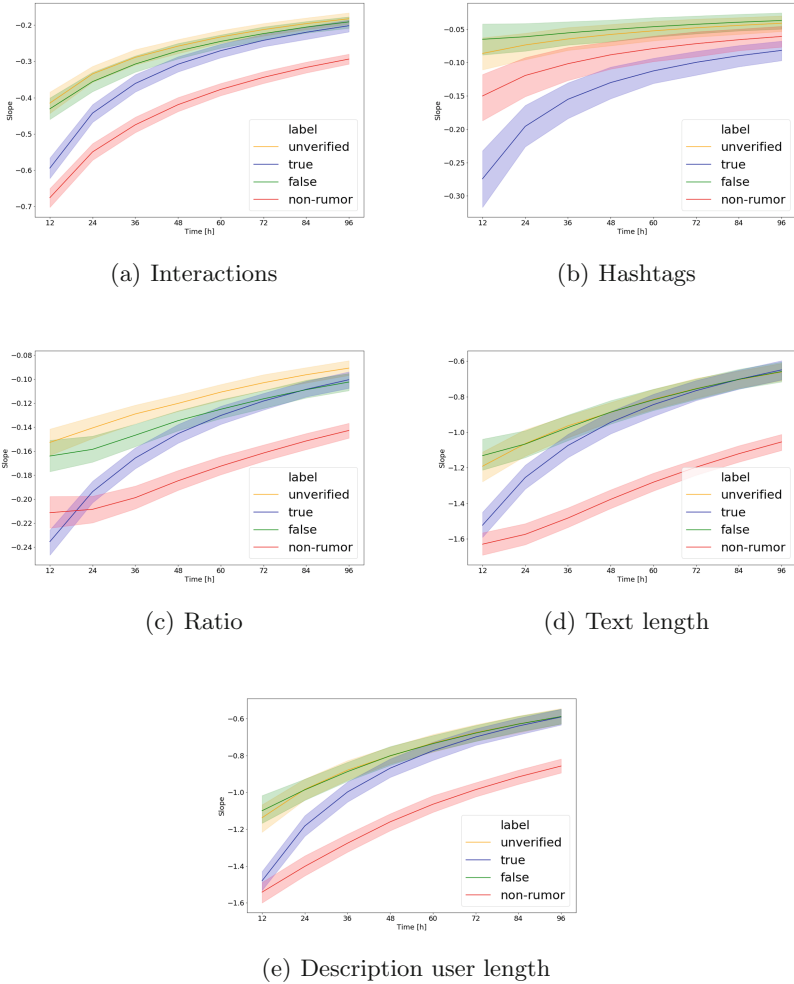 −0.2
−0.3
−0.4
−0.5
−0.6
−0.7
Slope
label
unverified
true
false
non-rumor
12 24 36 48 60 72 84 96
Time [h]
(a) Interactions
−0.05
−0.10
−0.15
−0.20
−0.25
−0.30
Slope
label
unverified
true
false
non-rumor
12 24 36 48 60 72 84 96
Time [h]
(b) Hashtags
−0.08
−0.10
−0.12
−0.14
−0.16
−0.18
−0.20
−0.22
−0.24
Slope
label
unverified
true
false
non-rumor
12 24 36 48 60 72 84 96
Time [h]
(c) Ratio
−0.6
−0.8
−1.0
−1.2
−1.4
−1.6
Slope
label
unverified
true
false
non-rumor
12 24 36 48 60 72 84 96
Time [h]
(d) Text length
−0.6
−0.8
−1.0
−1.2
−1.4
−1.6
Slope
label
unverified
true
false
non-rumor
12 24 36 48 60 72 84 96
Time [h]
(e) Description user length